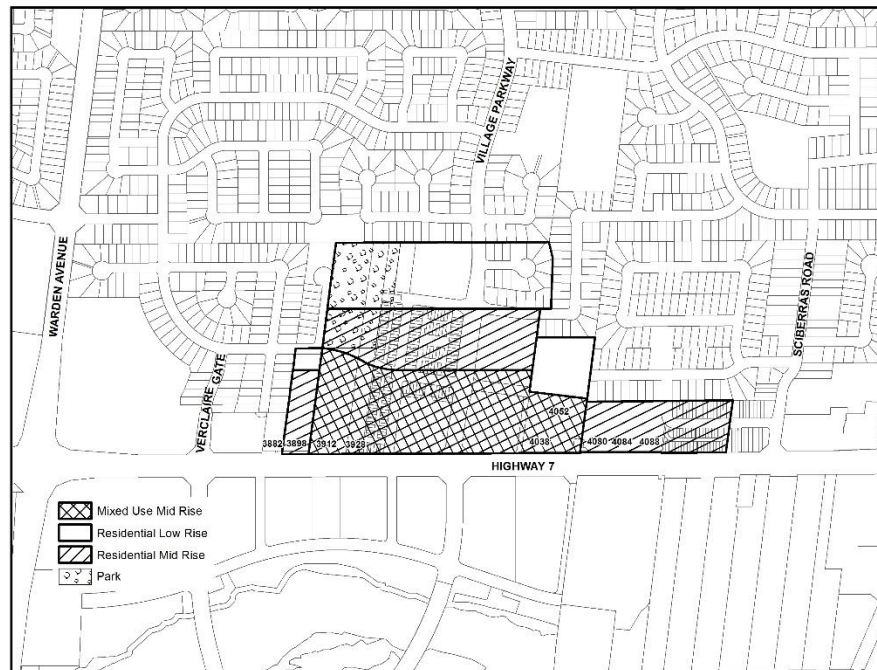 VILLAGE PARKWAY
WARDEN AVENUE
SCIBERRAS ROAD
VERCLAIRE GATE
4052
3882 3898 3912 3928 4038 4080 4084 4088
HIGHWAY 7
Mixed Use Mid Rise
Residential Low Rise
Residential Mid Rise
Park